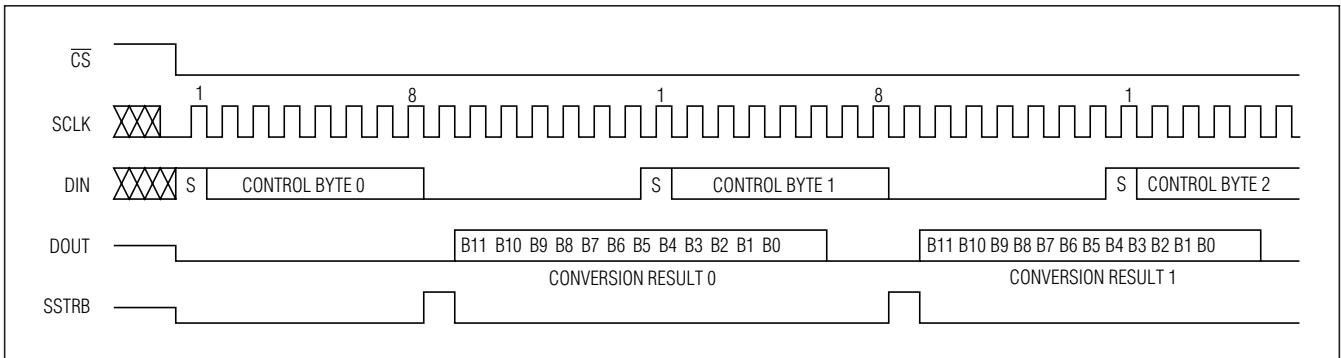 CS
1 8 1 8 1
SCLK
DIN S CONTROL BYTE 0 S CONTROL BYTE 1 S CONTROL BYTE 2
DOUT B11 B10 B9 B8 B7 B6 B5 B4 B3 B2 B1 B0 B11 B10 B9 B8 B7 B6 B5 B4 B3 B2 B1 B0
CONVERSION RESULT 0 CONVERSION RESULT 1
SSTRB